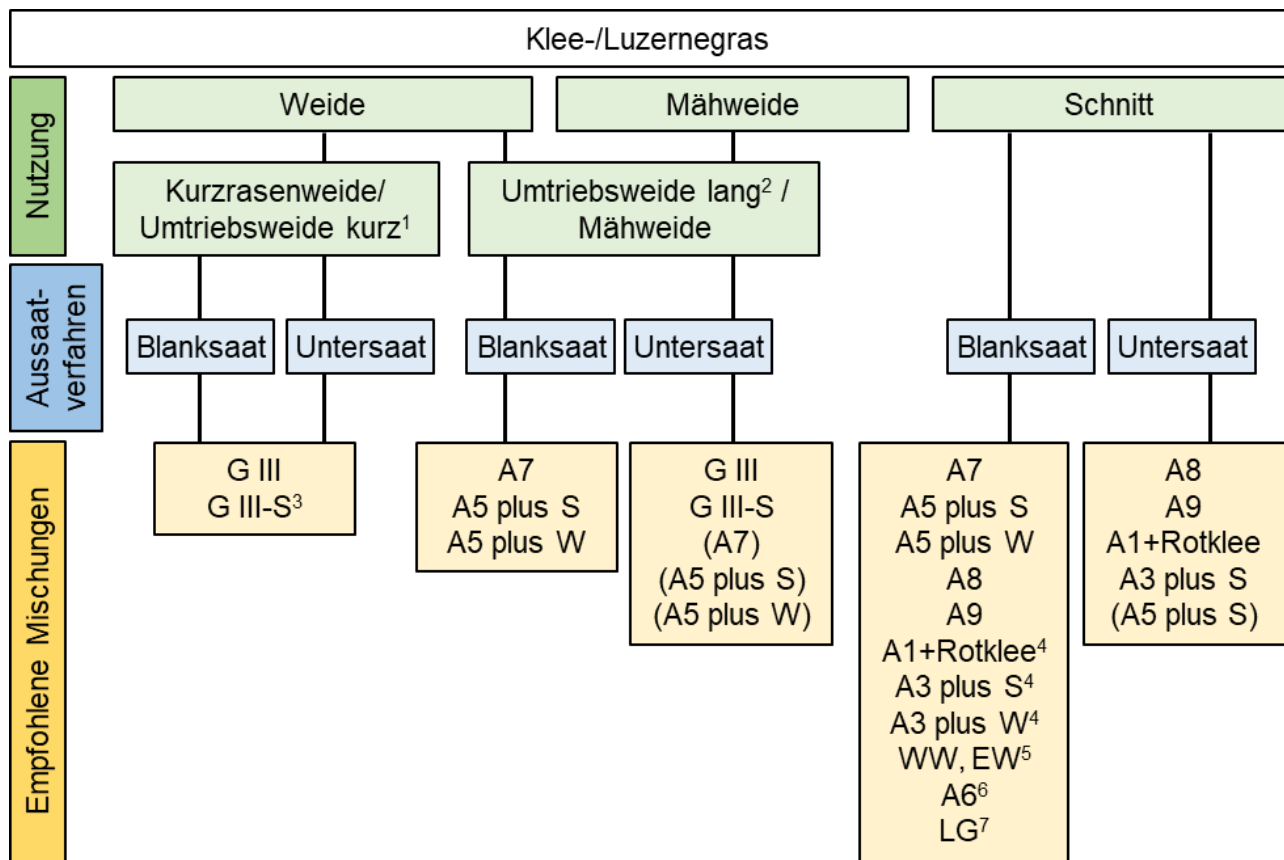 Klee-/Luzernegras
Nutzung
Weide
Mähweide
Schnitt
Kurzrasenweide/
Umtriebsweide kurz¹
Umtriebsweide lang² /
Mähweide
Aussaat-
verfahren
Blanksaat
Untersaat
Blanksaat
Untersaat
Blanksaat
Untersaat
Empfohlene Mischungen
G III
G III-S³
A7
A5 plus S
A5 plus W
G III
G III-S
(A7)
(A5 plus S)
(A5 plus W)
A7
A5 plus S
A5 plus W
A8
A9
A1+Rotklee⁴
A3 plus S⁴
A3 plus W⁴
WW, EW⁵
A6⁶
LG⁷
A8
A9
A1+Rotklee
A3 plus S
(A5 plus S)